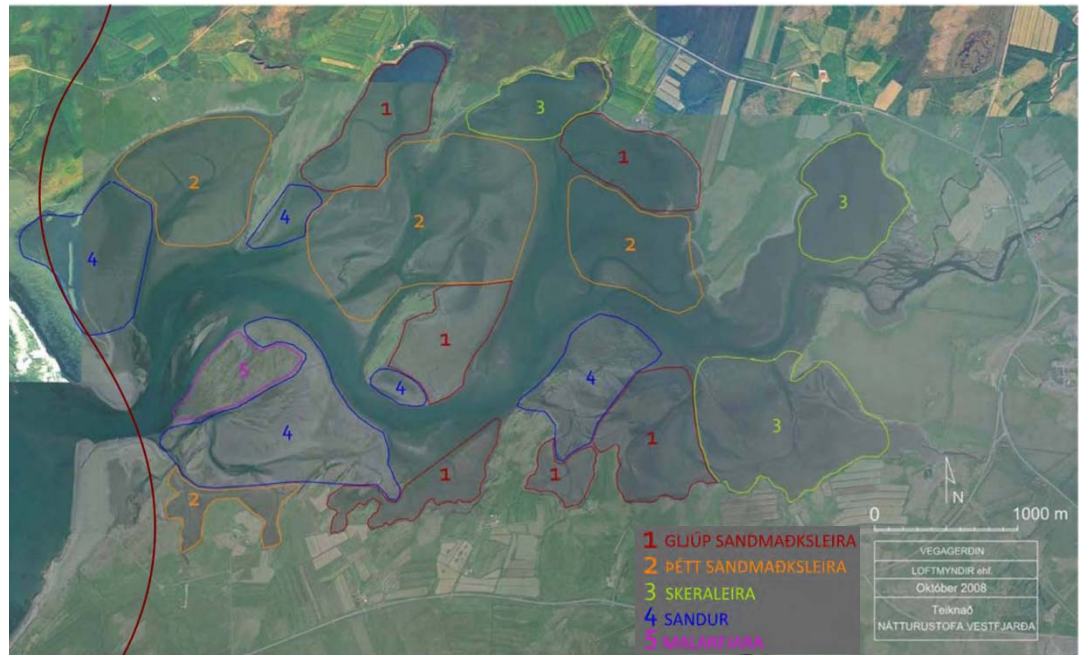 1
3
1
2
3
2
4
2
4
1
5
4
4
4
3
1
1
1
2
N
0 1000 m
1 GLJÚP SANDMAÐKSLEIRA
2 ÞÉTT SANDMAÐKSLEIRA
3 SKERALEIRA
4 SANDUR
5 MALARFJARA
VEGAGERÐIN
LOFTMYNDIR ehf.
Október 2008
Teiknað
NÁTTURUSTOFA VESTFJARÐA